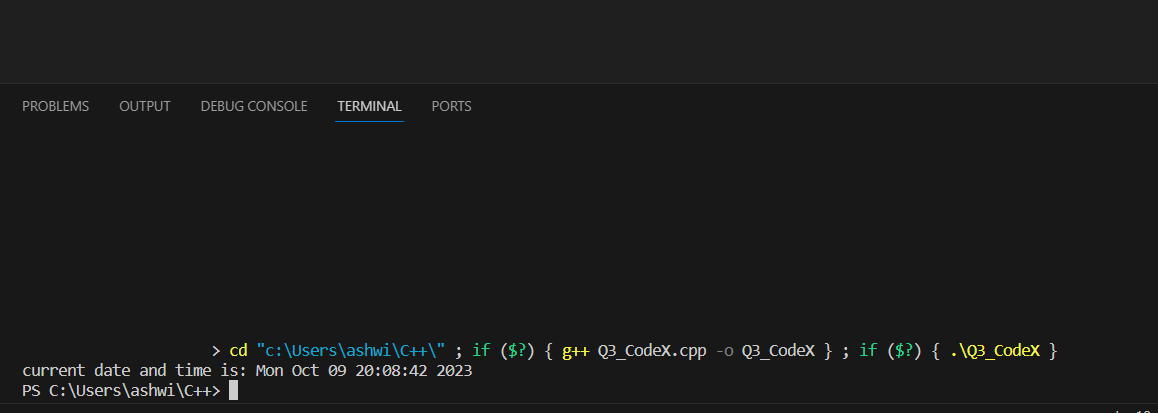 PROBLEMS OUTPUT DEBUG CONSOLE TERMINAL PORTS
> cd "c:\Users\ashwi\C++\" ; if ($?) { g++ Q3_CodeX.cpp -o Q3_CodeX } ; if ($?) { .\Q3_CodeX }
current date and time is: Mon Oct 09 20:08:42 2023
PS C:\Users\ashwi\C++>